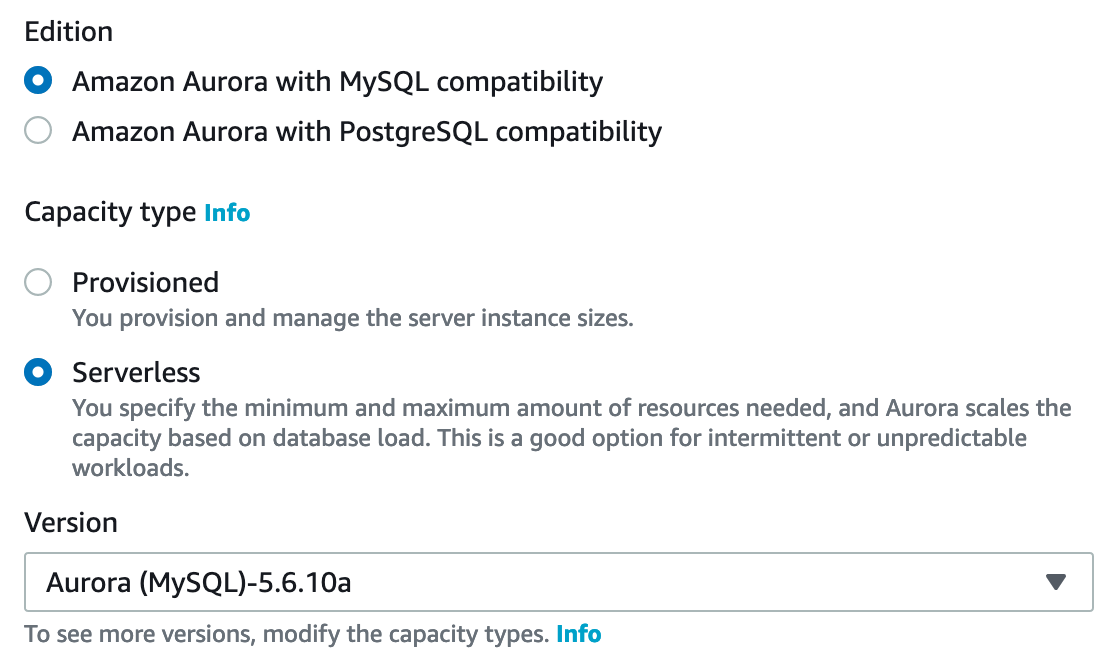 Edition
Amazon Aurora with MySQL compatibility
Amazon Aurora with PostgreSQL compatibility
Capacity type Info
Provisioned
You provision and manage the server instance sizes.
Serverless
You specify the minimum and maximum amount of resources needed, and Aurora scales the
capacity based on database load. This is a good option for intermittent or unpredictable
workloads.
Version
Aurora (MySQL)-5.6.10a
To see more versions, modify the capacity types. Info